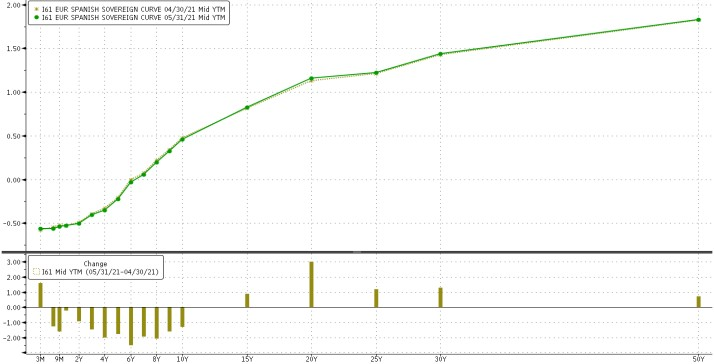 2.00
I61 EUR SPANISH SOVEREIGN CURVE 04/30/21 Mid YTM
I61 EUR SPANISH SOVEREIGN CURVE 05/31/21 Mid YTM
1.50
1.00
0.50
0.00
-0.50
3.00
Change
I61 Mid YTM (05/31/21-04/30/21)
2.00
1.00
0.00
-1.00
-2.00
3M 9M 2Y 4Y 6Y 8Y 10Y 15Y 20Y 25Y 30Y 50Y